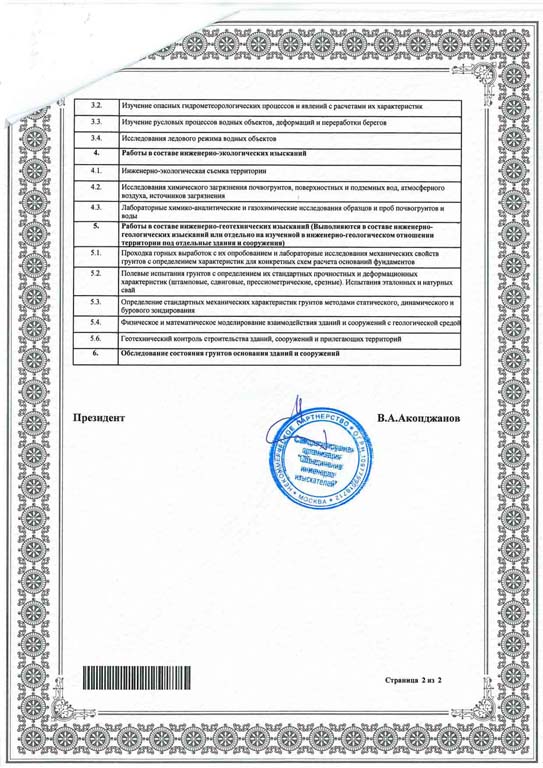 3.2. Изучение опасных гидрометеорологических процессов и явлений с расчетами их характеристик
3.3. Изучение русловых процессов водных объектов, деформаций и переработки берегов
3.4. Исследования ледового режима водных объектов
4. Работы в составе инженерно-экологических изысканий
4.1. Инженерно-экологическая съемка территории
4.2. Исследования химического загрязнения почвогрунтов, поверхностных и подземных вод, атмосферного
воздуха, источников загрязнения
4.3. Лабораторные химико-аналитические и газохимические исследования образцов и проб почвогрунтов и
воды
5. Работы в составе инженерно-геотехнических изысканий (Выполняются в составе инженерно-
геологических изысканий или отдельно на изученной в инженерно-геологическом отношении
территории под отдельные здания и сооружения)
5.1. Проходка горных выработок с их опробованием и лабораторные исследования механических свойств
грунтов с определением характеристик для конкретных схем расчета оснований фундаментов
5.2. Полевые испытания грунтов с определением их стандартных прочностных и деформационных
характеристик (штамповые, сдвиговые, прессиометрические, срезные). Испытания эталонных и натурных
свай
5.3. Определение стандартных механических характеристик грунтов методами статического, динамического и
бурового зондирования
5.4. Физическое и математическое моделирование взаимодействия зданий и сооружений с геологической средой
5.6. Геотехнический контроль строительства зданий, сооружений и прилегающих территорий
6. Обследование состояния грунтов основания зданий и сооружений
Президент
В.А.Акопджанов
НЕКОММЕРЧЕСКОЕ ПАРТНЕРСТВО
МОСКВА
Саморегулируемая
организация
"Объединение
инженеров
изыскателей"
Страница 2 из 2